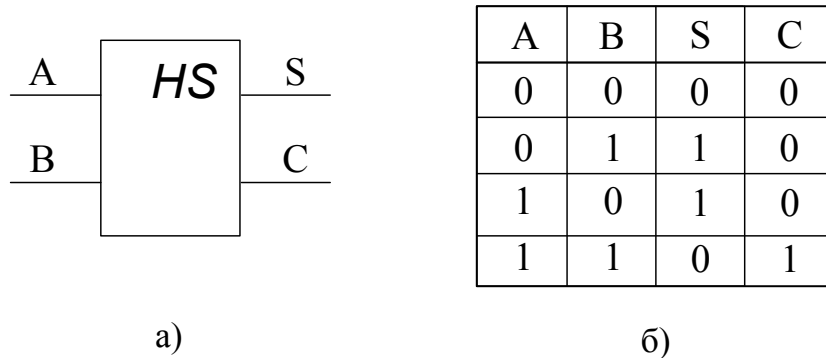 HS
A
S
B
C
а)
A B S C
0 0 0 0
0 1 1 0
1 0 1 0
1 1 0 1
б)